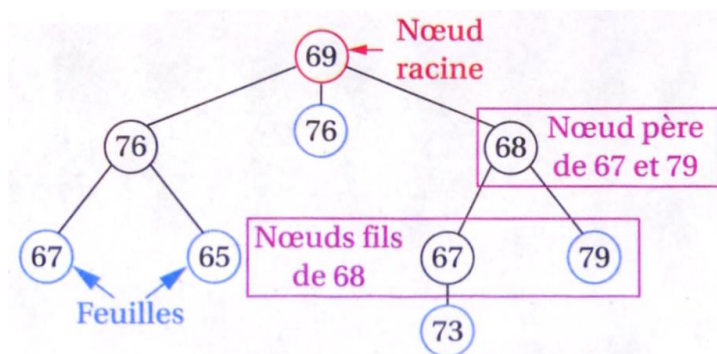 Nœud
69
racine
76
76
68
Nœud père
de 67 et 79
67
65
Nœuds fils
de 68
67
79
Feuilles
73